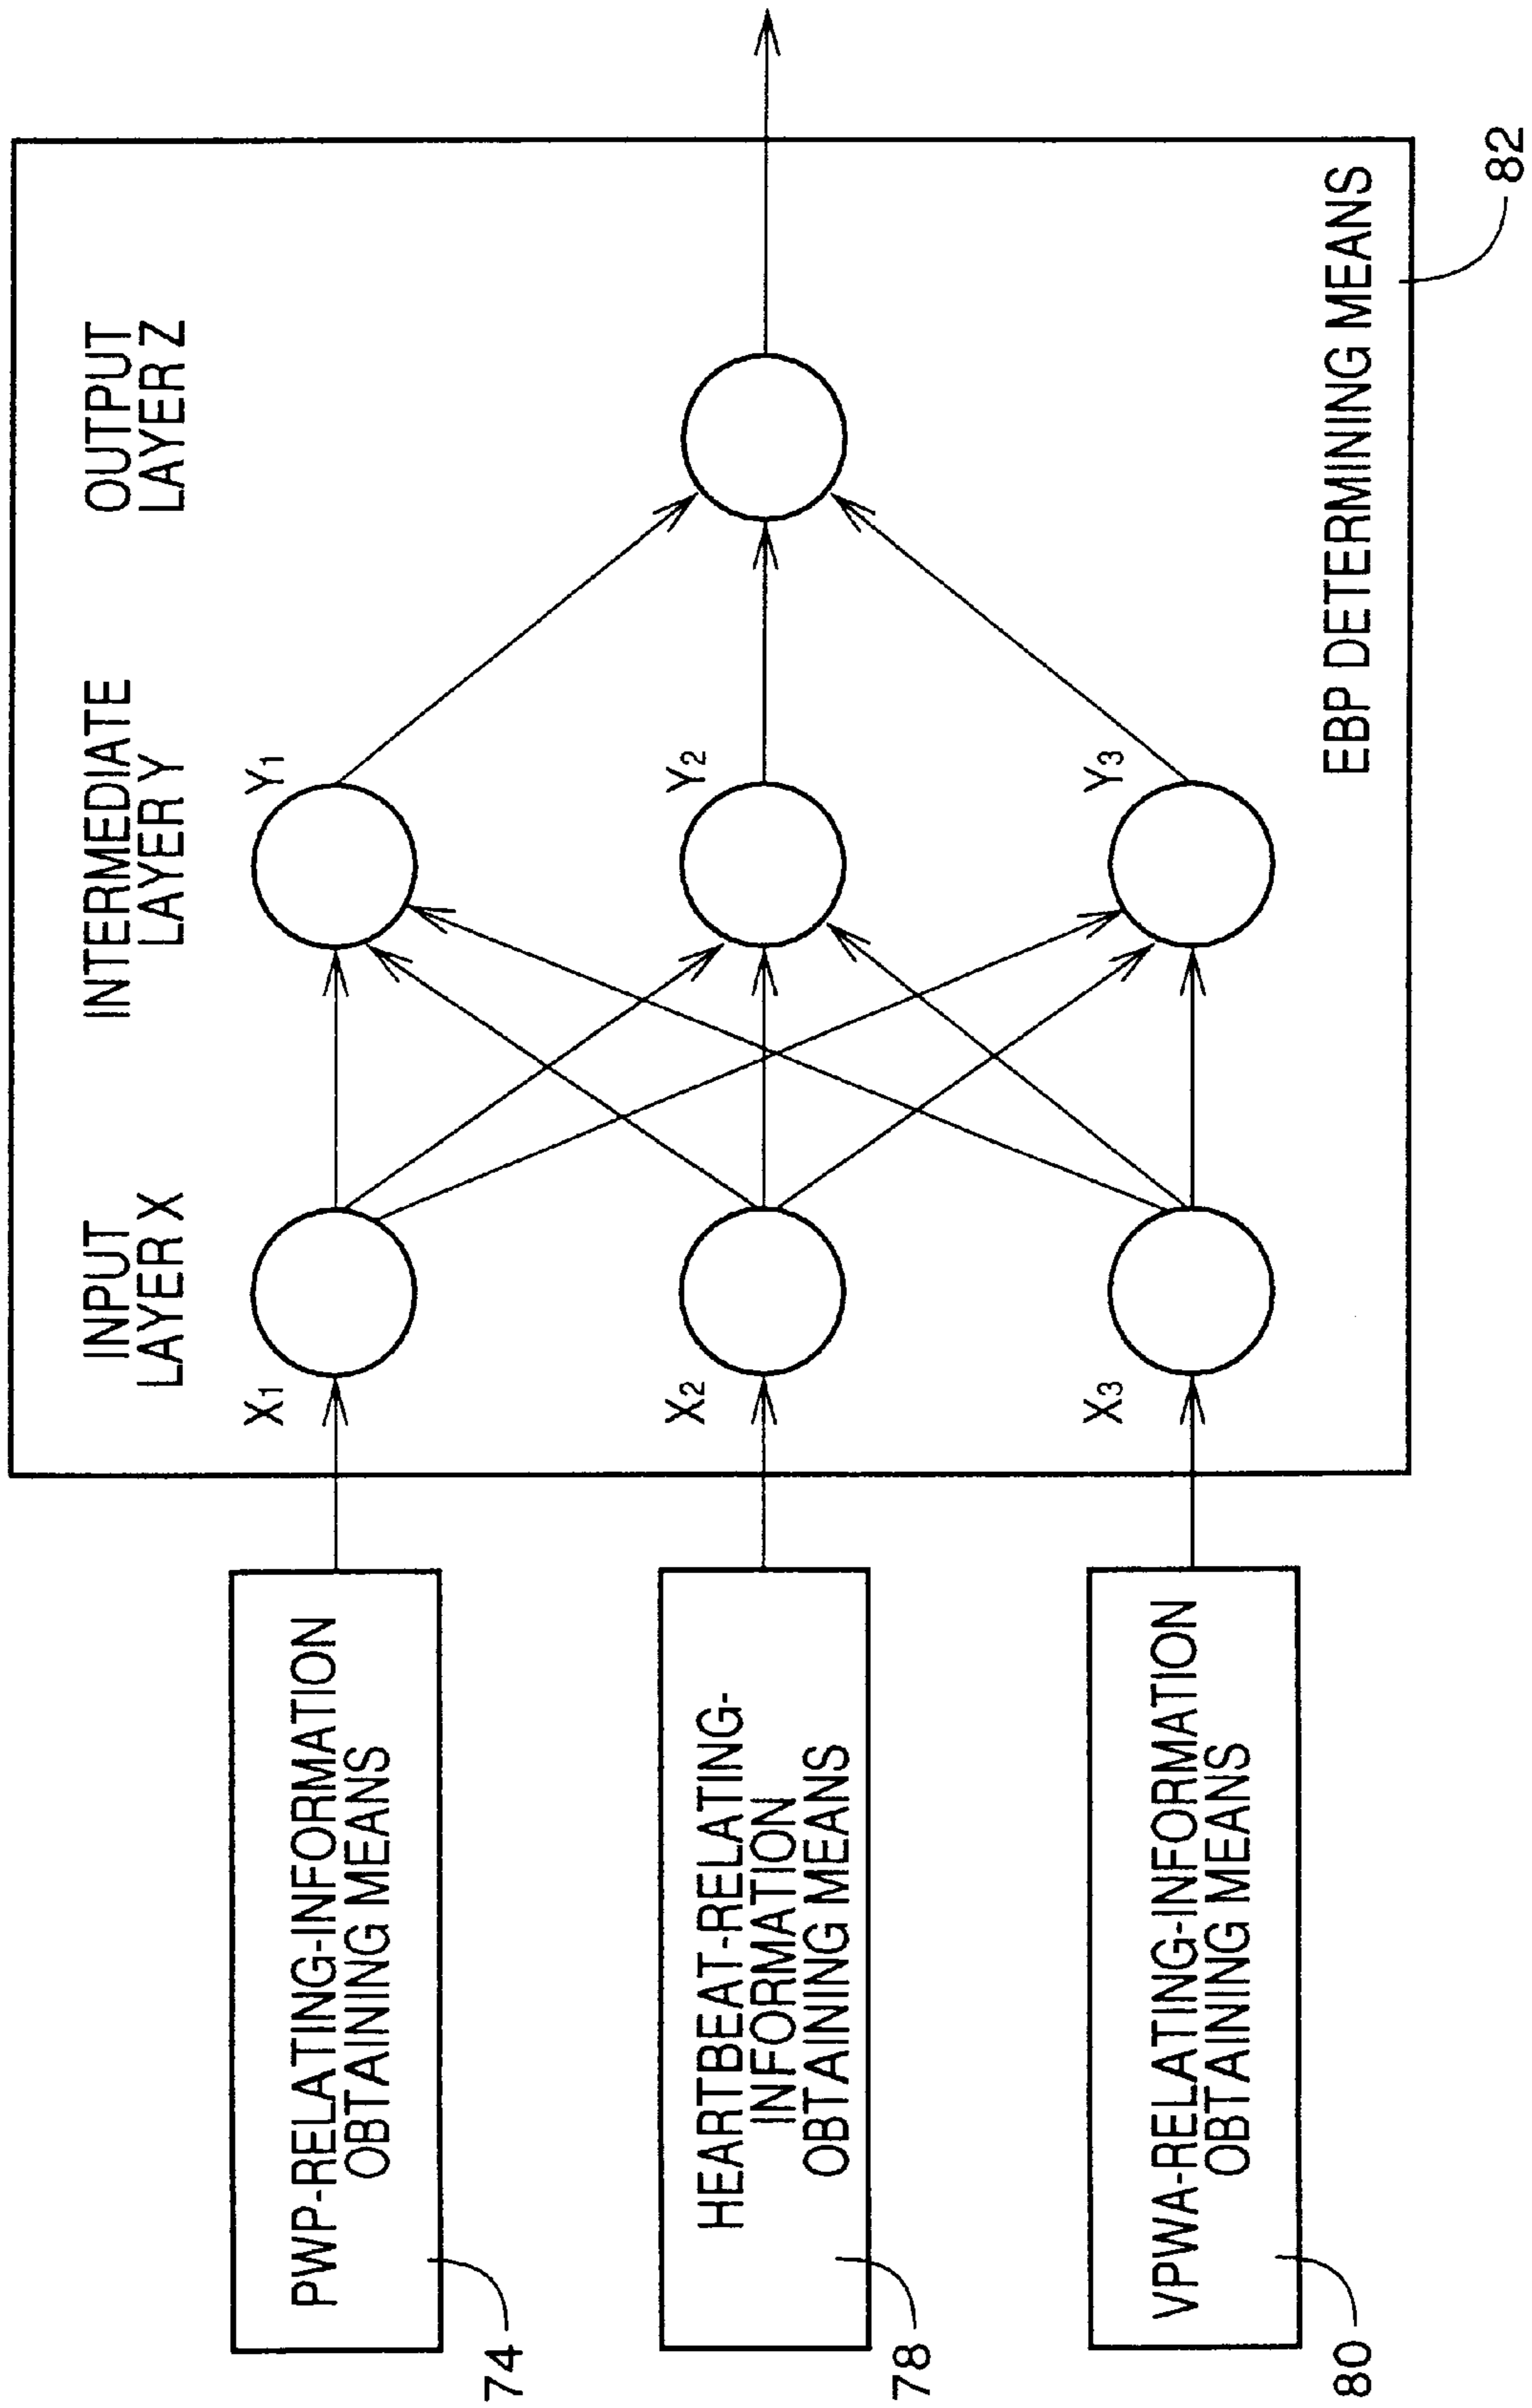 PWP-RELATING-INFORMATION
OBTAINING MEANS
74
HEARTBEAT-RELATING-
INFORMATION
OBTAINING MEANS
78
VPWA-RELATING-INFORMATION
OBTAINING MEANS
80
INPUT
LAYER X
X1
X2
X3
INTERMEDIATE
LAYER Y
Y1
Y2
Y3
OUTPUT
LAYER Z
EBP DETERMINING MEANS
82